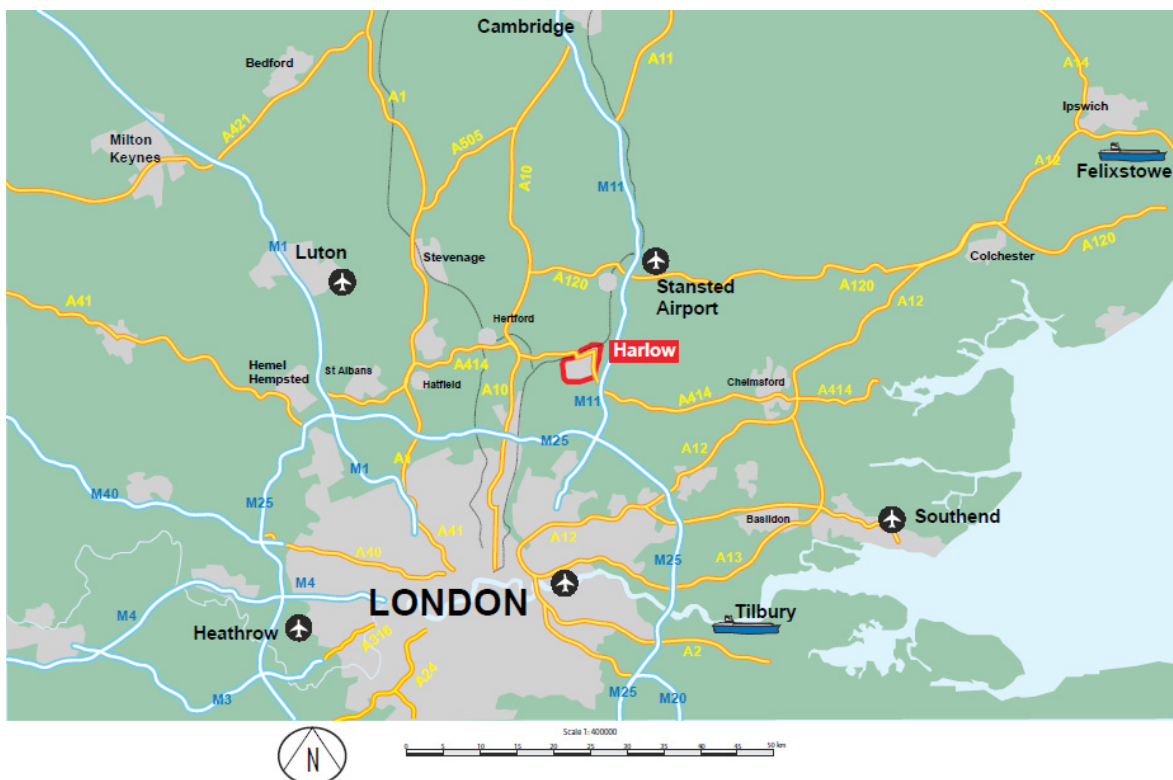 Cambridge
A11
A14
Bedford
A1
Ipswich
A421
A505
Milton
Keynes
A10
A12
Felixstowe
M11
M1
Luton
Stevenage
Colchester
A120
A120
Stansted
Airport
A120
A12
A41
Hertford
Harlow
Hemel
Hempsted
St Albans
A414
Hatfield
A10
M11
Chelmsford
A414
A414
M25
A12
A1
M1
M40
M25
A41
A12
Basildon
Southend
A40
M25
A13
M4
LONDON
M4
Heathrow
A316
Tilbury
A2
A24
M3
M25
M20
N
Scale 1: 400000
0 5 10 15 20 25 30 35 40 45 50 km